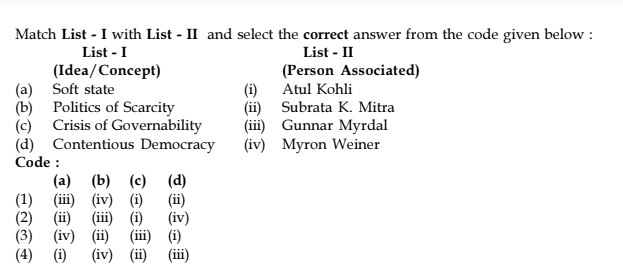 Match List - I with List - II and select the correct answer from the code given below :
List - I List - II
(Idea/Concept) (Person Associated)
(a) Soft state (i) Atul Kohli
(b) Politics of Scarcity (ii) Subrata K. Mitra
(c) Crisis of Governability (iii) Gunnar Myrdal
(d) Contentious Democracy (iv) Myron Weiner
Code :
(a) (b) (c) (d)
(1) (iii) (iv) (i) (ii)
(2) (ii) (iii) (i) (iv)
(3) (iv) (ii) (iii) (i)
(4) (i) (iv) (ii) (iii)